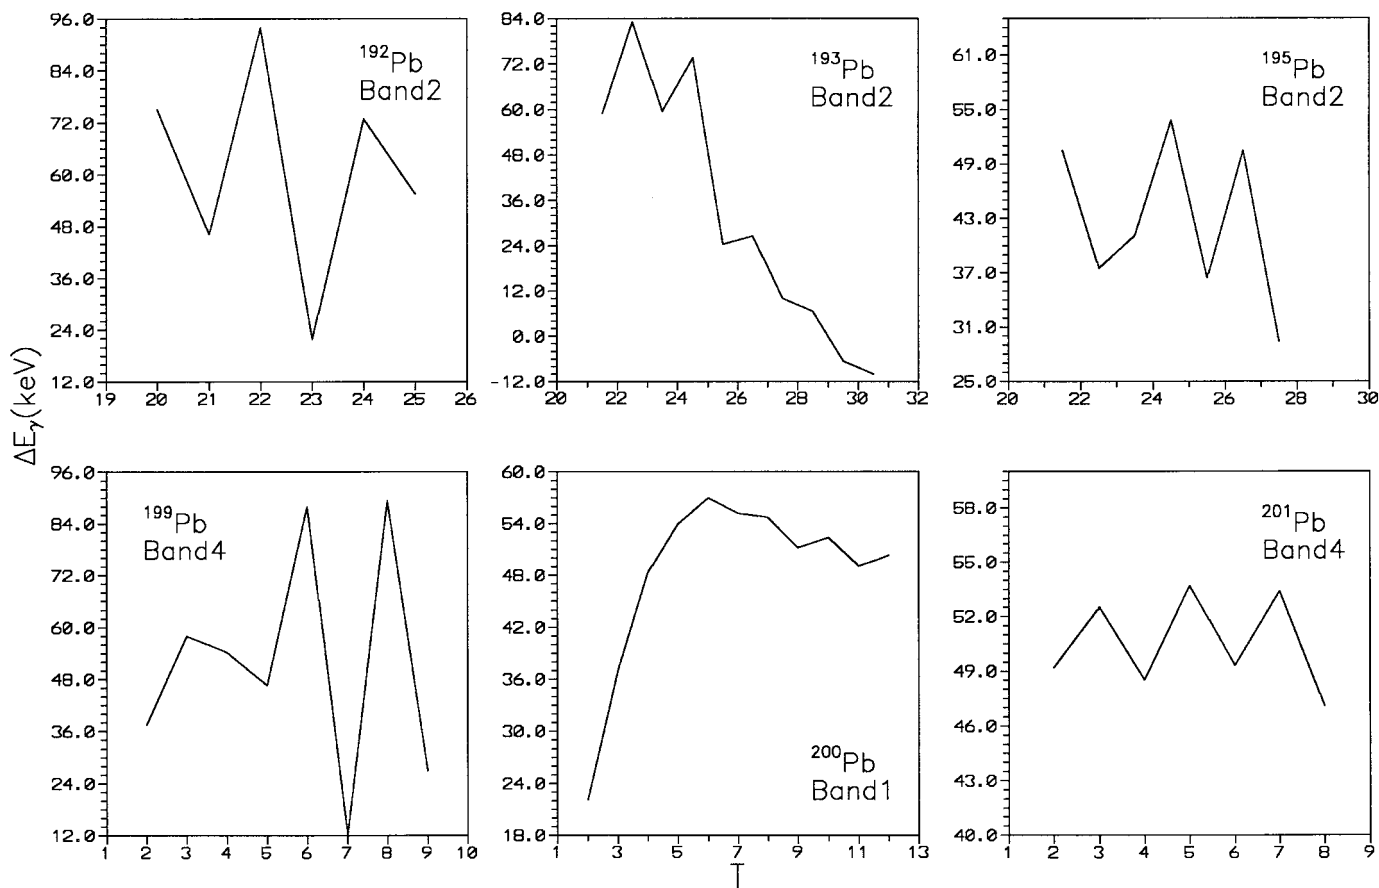 96.0
84.0
72.0
60.0
48.0
36.0
24.0
12.0
19 20 21 22 23 24 25 26
192Pb
Band2
84.0
72.0
60.0
48.0
36.0
24.0
12.0
0.0
-12.0
20 22 24 26 28 30 32
193Pb
Band2
61.0
55.0
49.0
43.0
37.0
31.0
25.0
20 22 24 26 28 30
195Pb
Band2
ΔEγ(keV)
96.0
84.0
72.0
60.0
48.0
36.0
24.0
12.0
1 2 3 4 5 6 7 8 9 10
199Pb
Band4
60.0
54.0
48.0
42.0
36.0
30.0
24.0
18.0
1 3 5 7 9 11 13
200Pb
Band1
58.0
55.0
52.0
49.0
46.0
43.0
40.0
1 2 3 4 5 6 7 8 9
201Pb
Band4
I